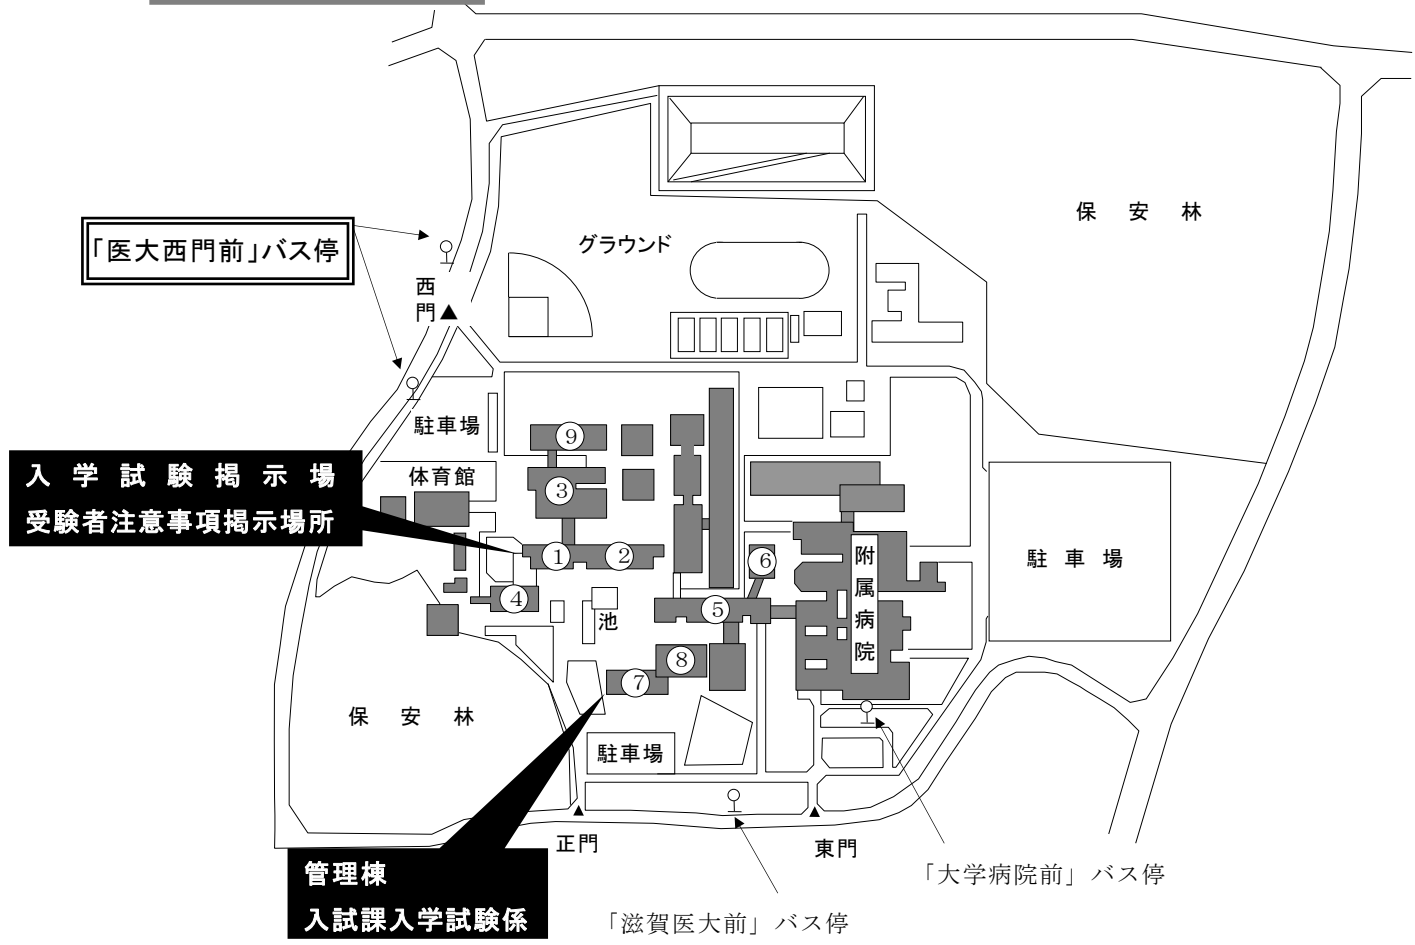 保安林
「医大西門前」バス停
グラウンド
西
門
駐車場
⑨
入学試験掲示場
受験者注意事項掲示場所
体育館
③
①
②
⑥
附属病院
駐車場
④
⑤
池
⑧
⑦
保安林
駐車場
正門
東門
管理棟
入試課入学試験係
「大学病院前」バス停
「滋賀医大前」バス停